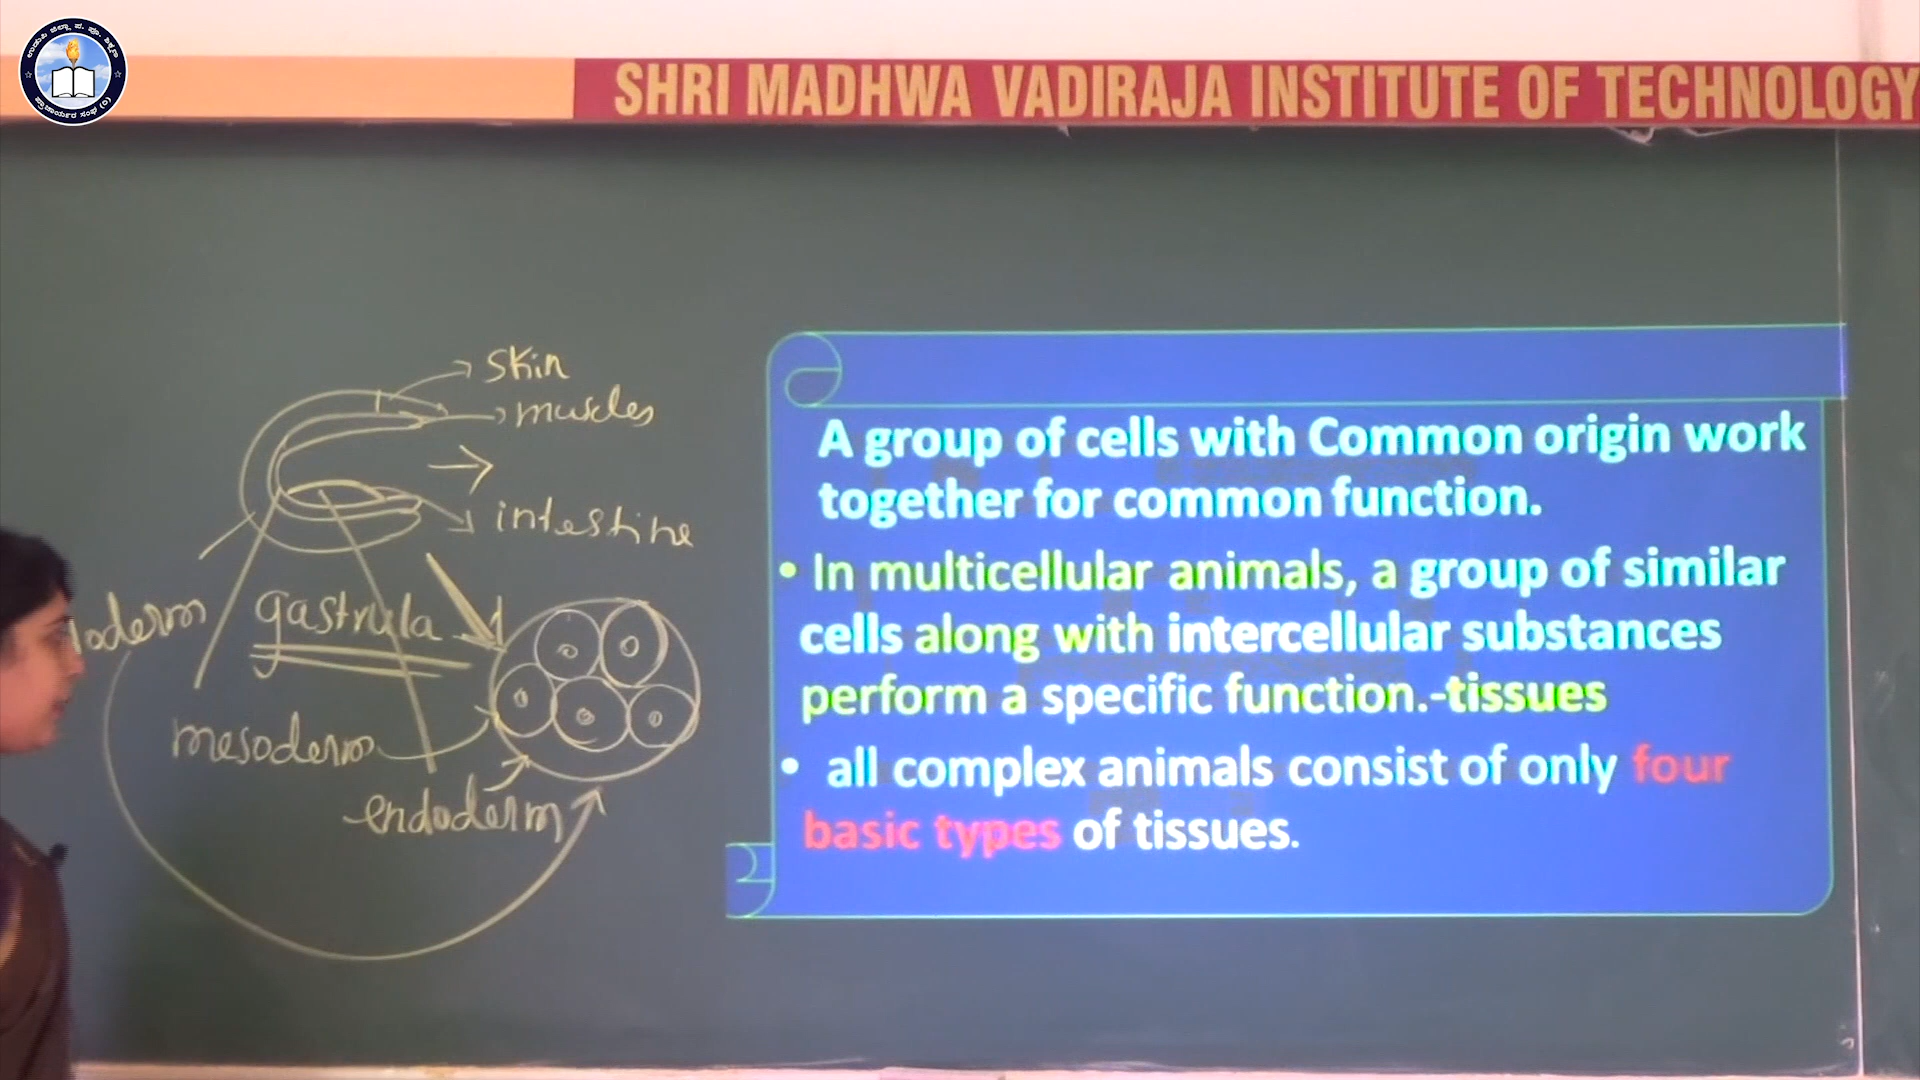 SHRI MADHWA VADIRAJA INSTITUTE OF TECHNOLOGY
skin
muscles
intestine
gastrula
mesoderm
endoderm
A group of cells with Common origin work
together for common function.
• In multicellular animals, a group of similar
cells along with intercellular substances
perform a specific function.-tissues
• all complex animals consist of only four
basic types of tissues.